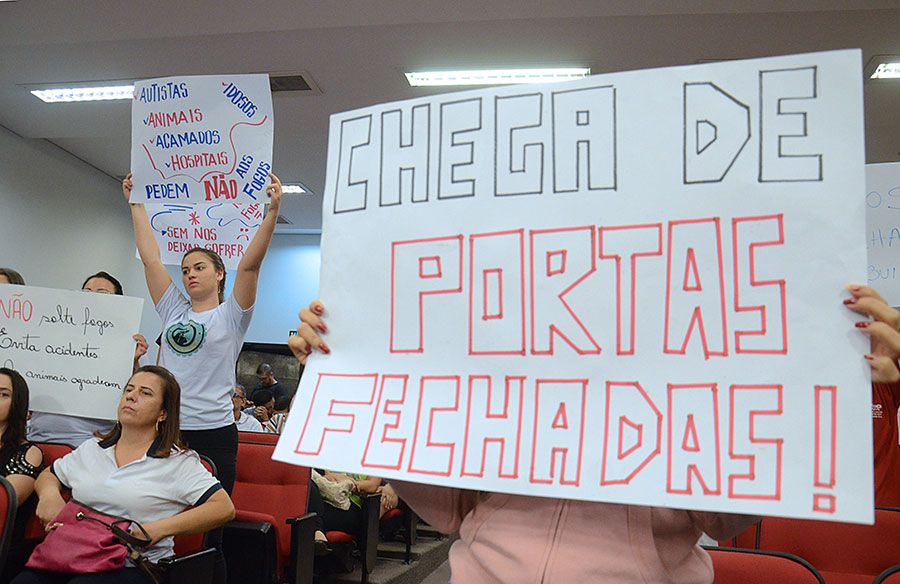 AUTISTAS
ANIMAIS
ACAMADOS
HOSPITAIS
PEDEM NÃO
IDOSOS
AOS
FOGOS
SEM NOS
DEIXAR SOFRER
NÃO solte fogos
Evita acidentes
animais agradecem
CHEGA DE
PORTAS
FECHADAS!